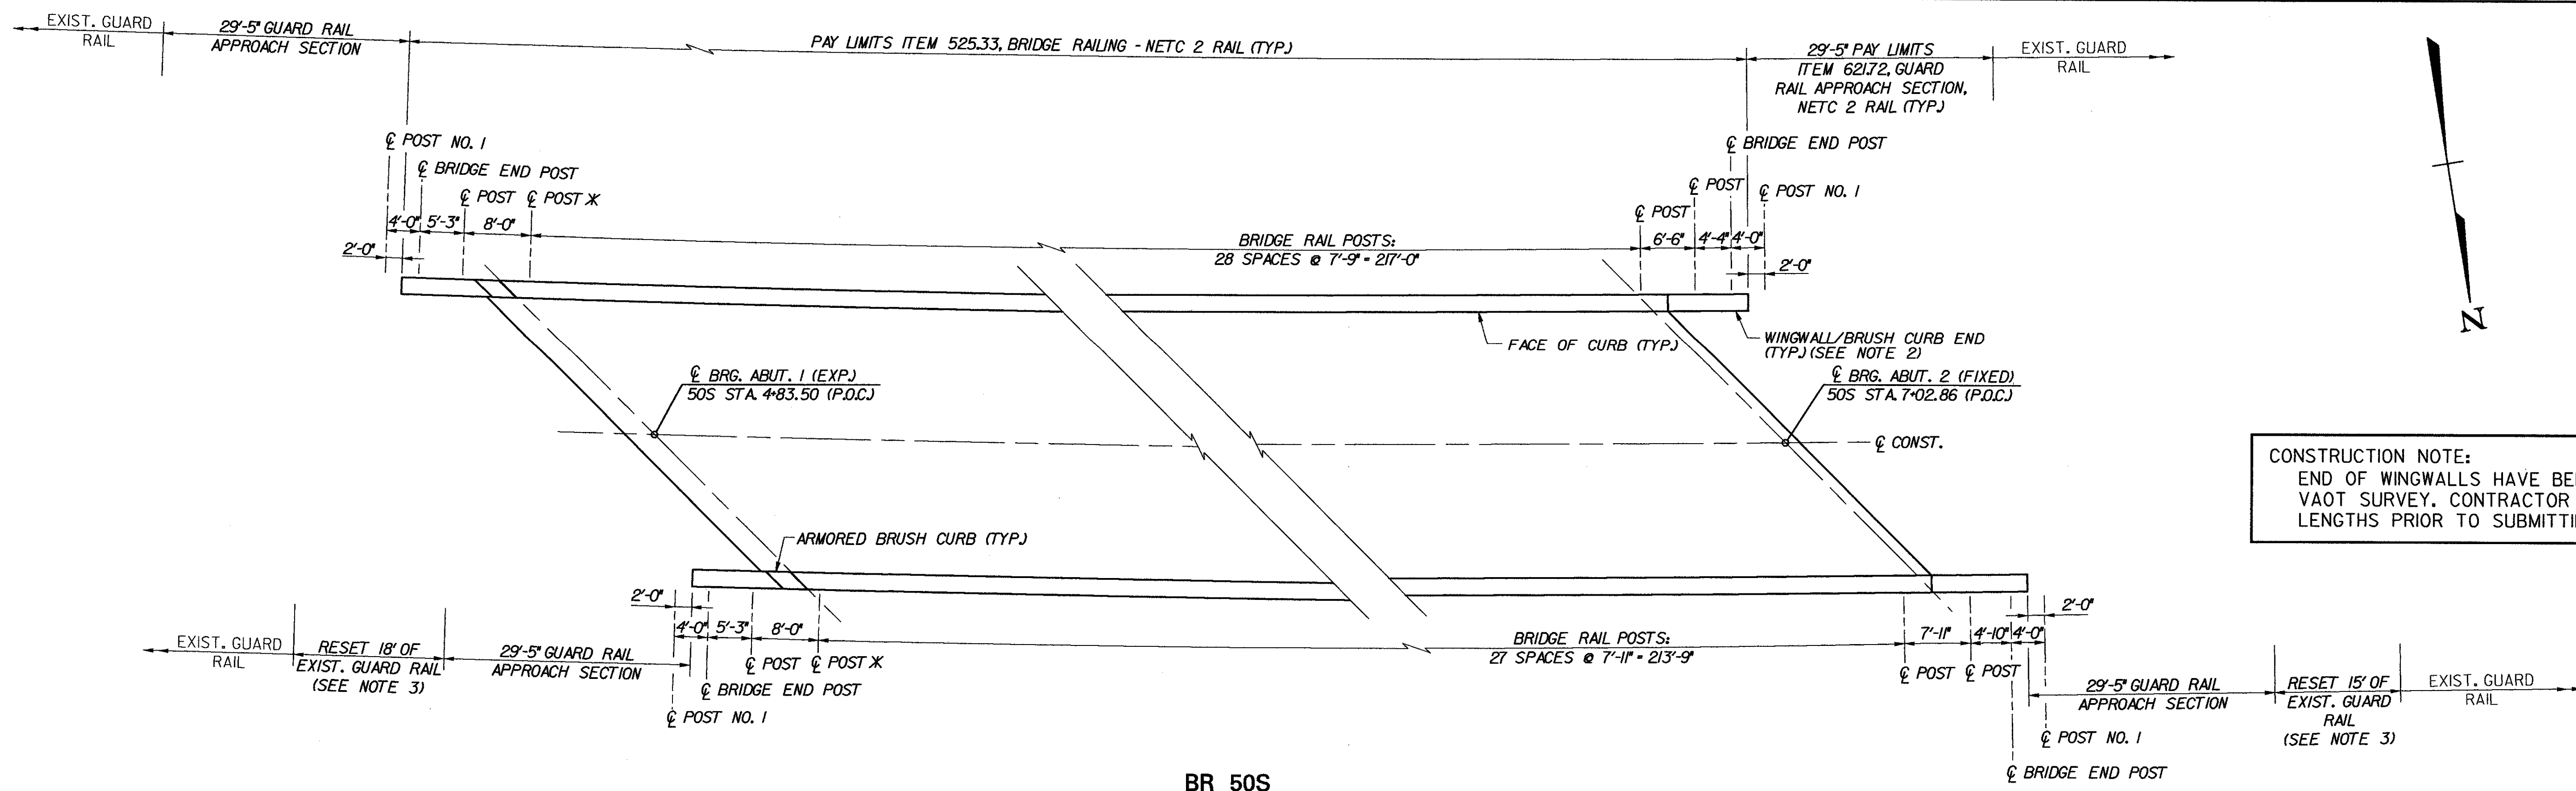 EXIST. GUARD
RAIL
29'-5" GUARD RAIL
APPROACH SECTION
PAY LIMITS ITEM 525.33, BRIDGE RAILING - NETC 2 RAIL (TYP.)
29'-5" PAY LIMITS
ITEM 621.72, GUARD
RAIL APPROACH SECTION,
NETC 2 RAIL (TYP.)
EXIST. GUARD
RAIL
℄ POST NO. 1
℄ BRIDGE END POST
℄ POST
℄ POST Ж
4'-0"
5'-3"
8'-0"
2'-0"
BRIDGE RAIL POSTS:
28 SPACES @ 7'-9" = 217'-0"
℄ BRIDGE END POST
℄ POST
℄ POST NO. 1
℄ POST
6'-6"
4'-4"
4'-0"
2'-0"
N
FACE OF CURB (TYP.)
WINGWALL/BRUSH CURB END
(TYP.) (SEE NOTE 2)
℄ BRG. ABUT. 1 (EXP.)
50S STA. 4+83.50 (P.O.C.)
℄ BRG. ABUT. 2 (FIXED)
50S STA. 7+02.86 (P.O.C.)
℄ CONST.
CONSTRUCTION NOTE:
END OF WINGWALLS HAVE BE
VAOT SURVEY. CONTRACTOR
LENGTHS PRIOR TO SUBMITTI
ARMORED BRUSH CURB (TYP.)
2'-0"
4'-0"
5'-3"
8'-0"
EXIST. GUARD
RAIL
RESET 18' OF
EXIST. GUARD RAIL
(SEE NOTE 3)
29'-5" GUARD RAIL
APPROACH SECTION
℄ POST
℄ POST Ж
℄ BRIDGE END POST
℄ POST NO. 1
BRIDGE RAIL POSTS:
27 SPACES @ 7'-11" = 213'-9"
7'-11"
4'-10"
4'-0"
2'-0"
℄ POST
℄ POST
29'-5" GUARD RAIL
APPROACH SECTION
RESET 15' OF
EXIST. GUARD
RAIL
(SEE NOTE 3)
EXIST. GUARD
RAIL
℄ POST NO. 1
℄ BRIDGE END POST
BR 50S